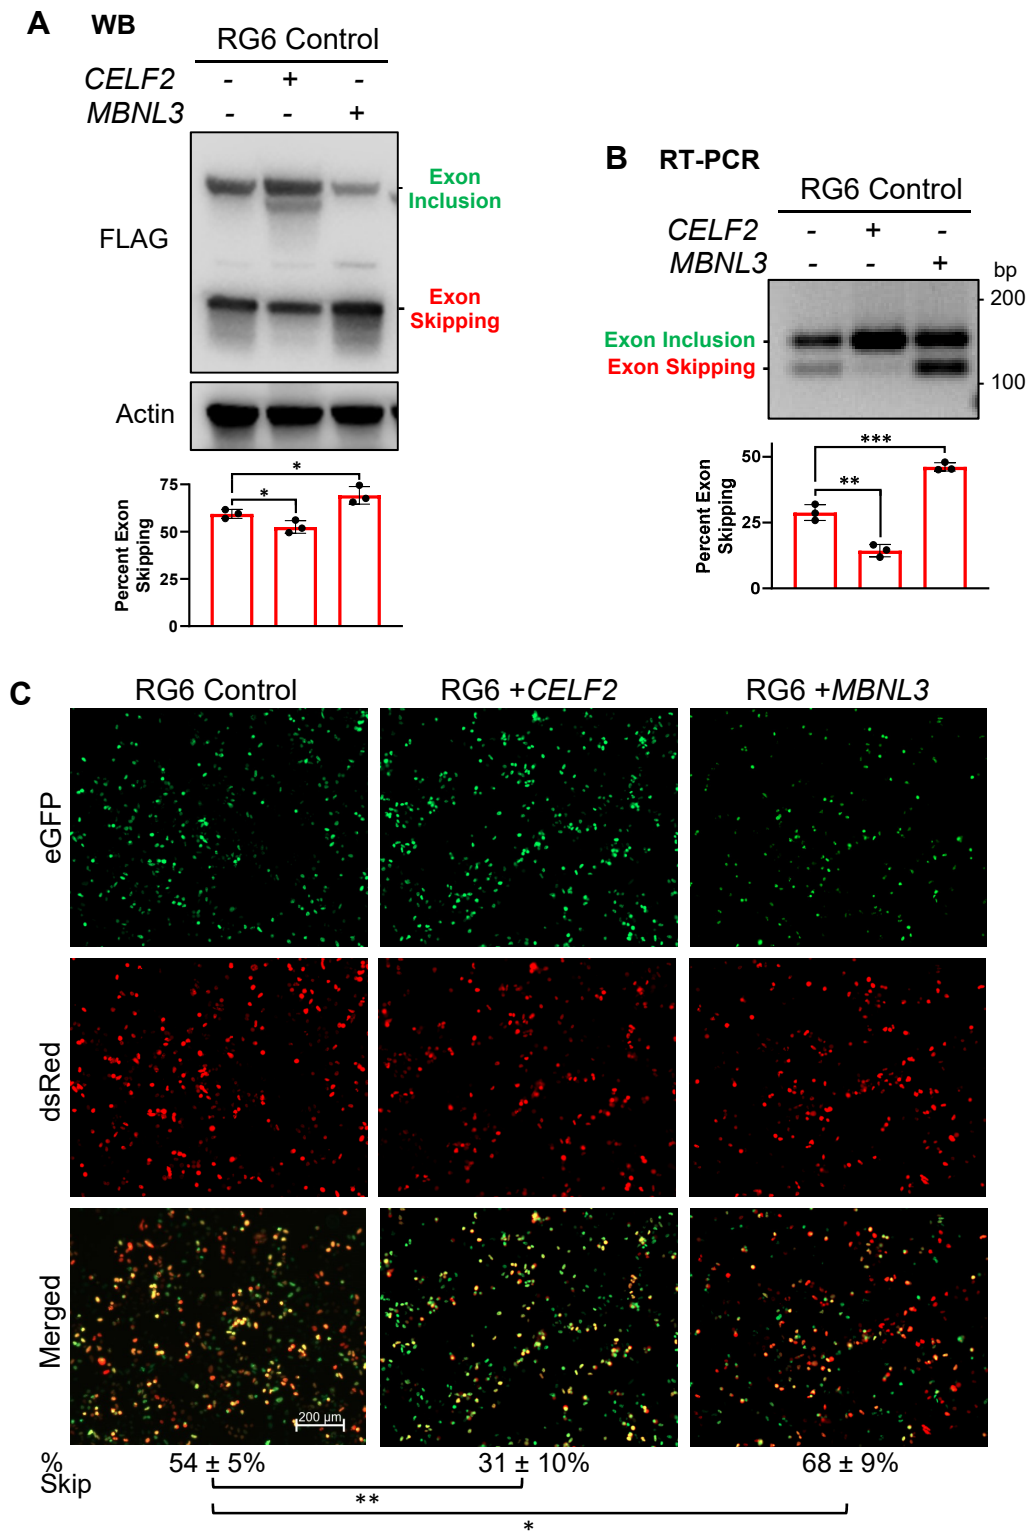 A WB
RG6 Control
CELF2 - + -
MBNL3 - - +
FLAG
Exon
Inclusion
Exon
Skipping
Actin
Percent Exon
Skipping
75
50
25
0
*
*
B RT-PCR
RG6 Control
CELF2 - + -
MBNL3 - - +
bp
200
Exon Inclusion
Exon Skipping
100
Percent Exon
Skipping
50
25
0
***
**
C RG6 Control RG6 +CELF2 RG6 +MBNL3
eGFP
dsRed
Merged
200 µm
% 54 ± 5% 31 ± 10% 68 ± 9%
Skip
**
*